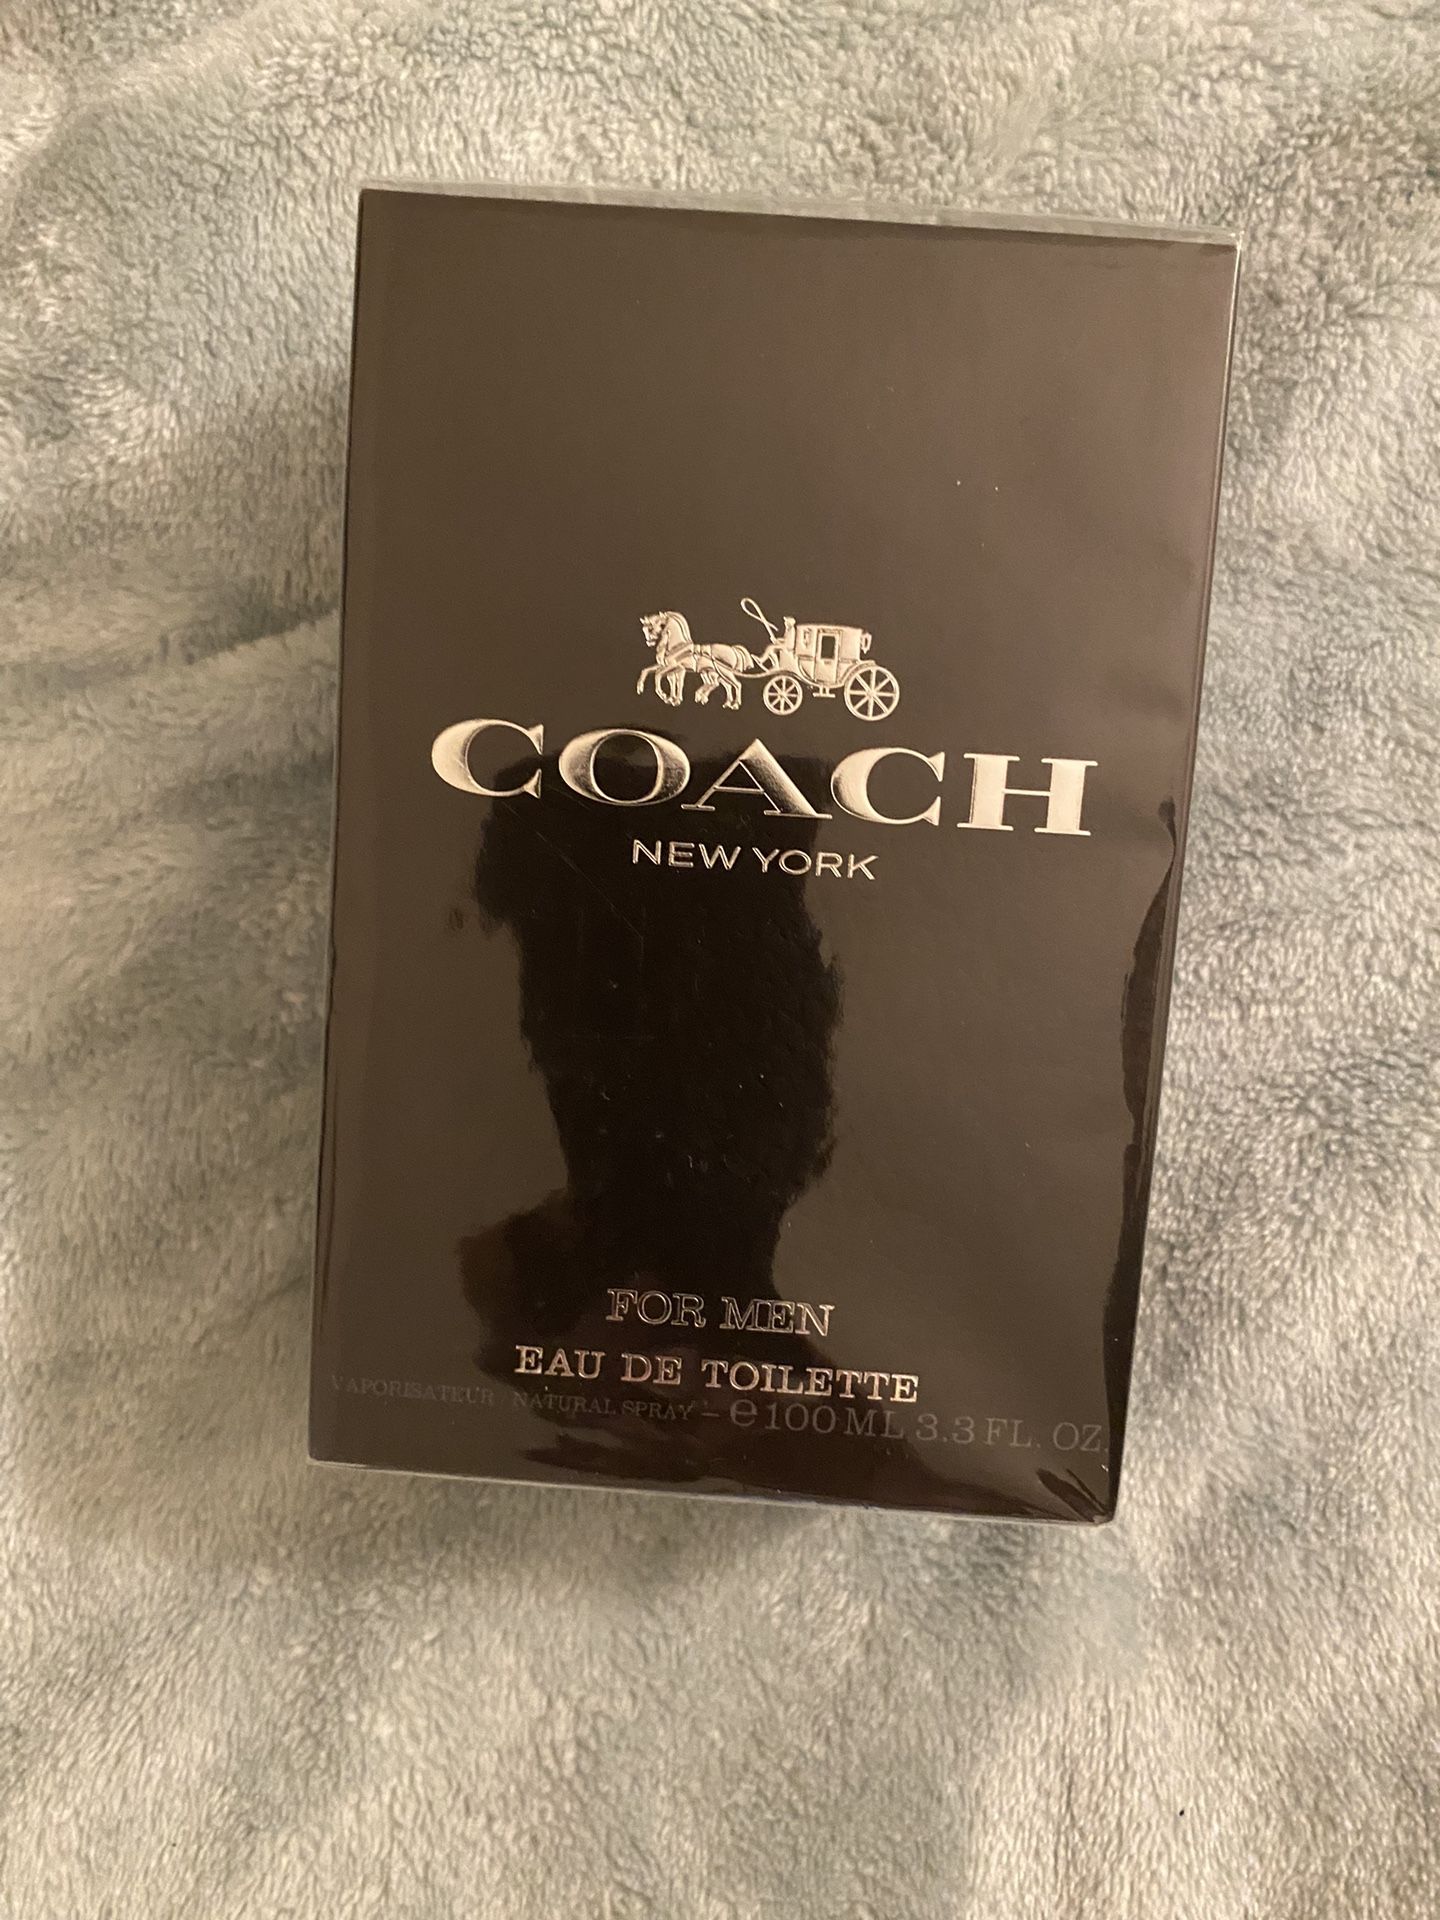 COACH
NEW YORK
FOR MEN
EAU DE TOILETTE
VAPORISATEUR NATURAL SPRAY – ℮100 ML 3.3 FL. OZ.